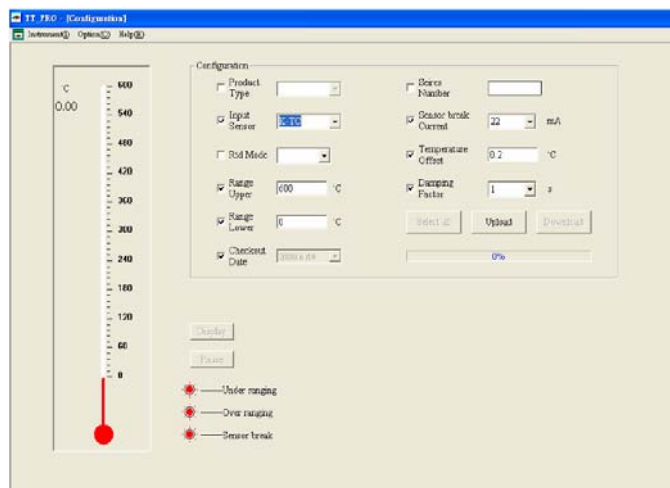 TT_PRO - [Configuration]
Instrument(I) Option(O) Help(H)
°C
0.00
600
540
480
420
360
300
240
180
120
60
0
Configuration
Product Type
Input Sensor K-TC
Rtd Mode
Range Upper 600 °C
Range Lower 0 °C
Checkout Date
Seires Number
Sensor break Current 22 mA
Temperature Offset 0.2 °C
Damping Factor 1 s
Select all Upload Download
0%
Display
Pause
Under ranging
Over ranging
Sensor break